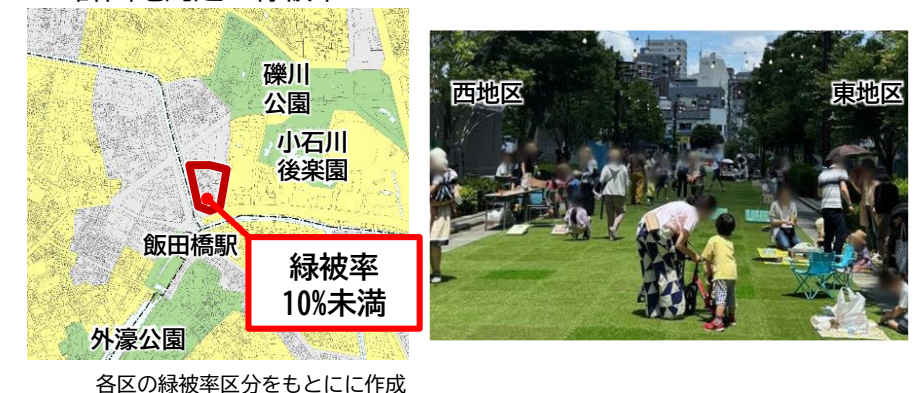 礫川
公園
小石川
後楽園
飯田橋駅
緑被率
10%未満
外濠公園
各区の緑被率区分をもとにに作成
西地区
東地区